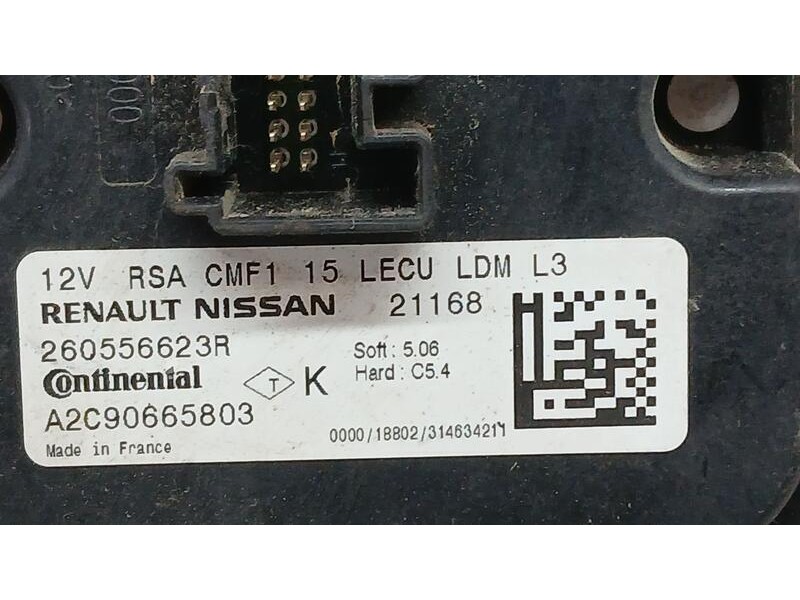 000
12V RSA CMF1 15 LECU LDM L3
RENAULT NISSAN 21168
260556623R
Soft : 5.06
Continental
T K
Hard : C5.4
A2C90665803
0000/18802/314634211
Made in France